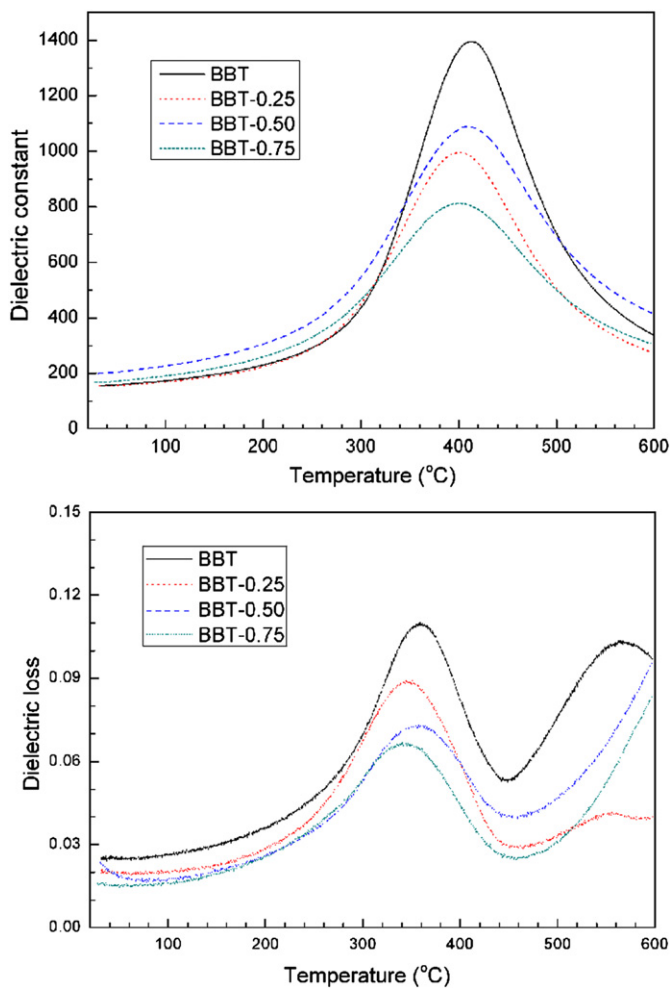 Dielectric constant
1400
1200
1000
800
600
400
200
0
BBT
BBT-0.25
BBT-0.50
BBT-0.75
100 200 300 400 500 600
Temperature (°C)
Dielectric loss
0.15
0.12
0.09
0.06
0.03
0.00
BBT
BBT-0.25
BBT-0.50
BBT-0.75
100 200 300 400 500 600
Temperature (°C)